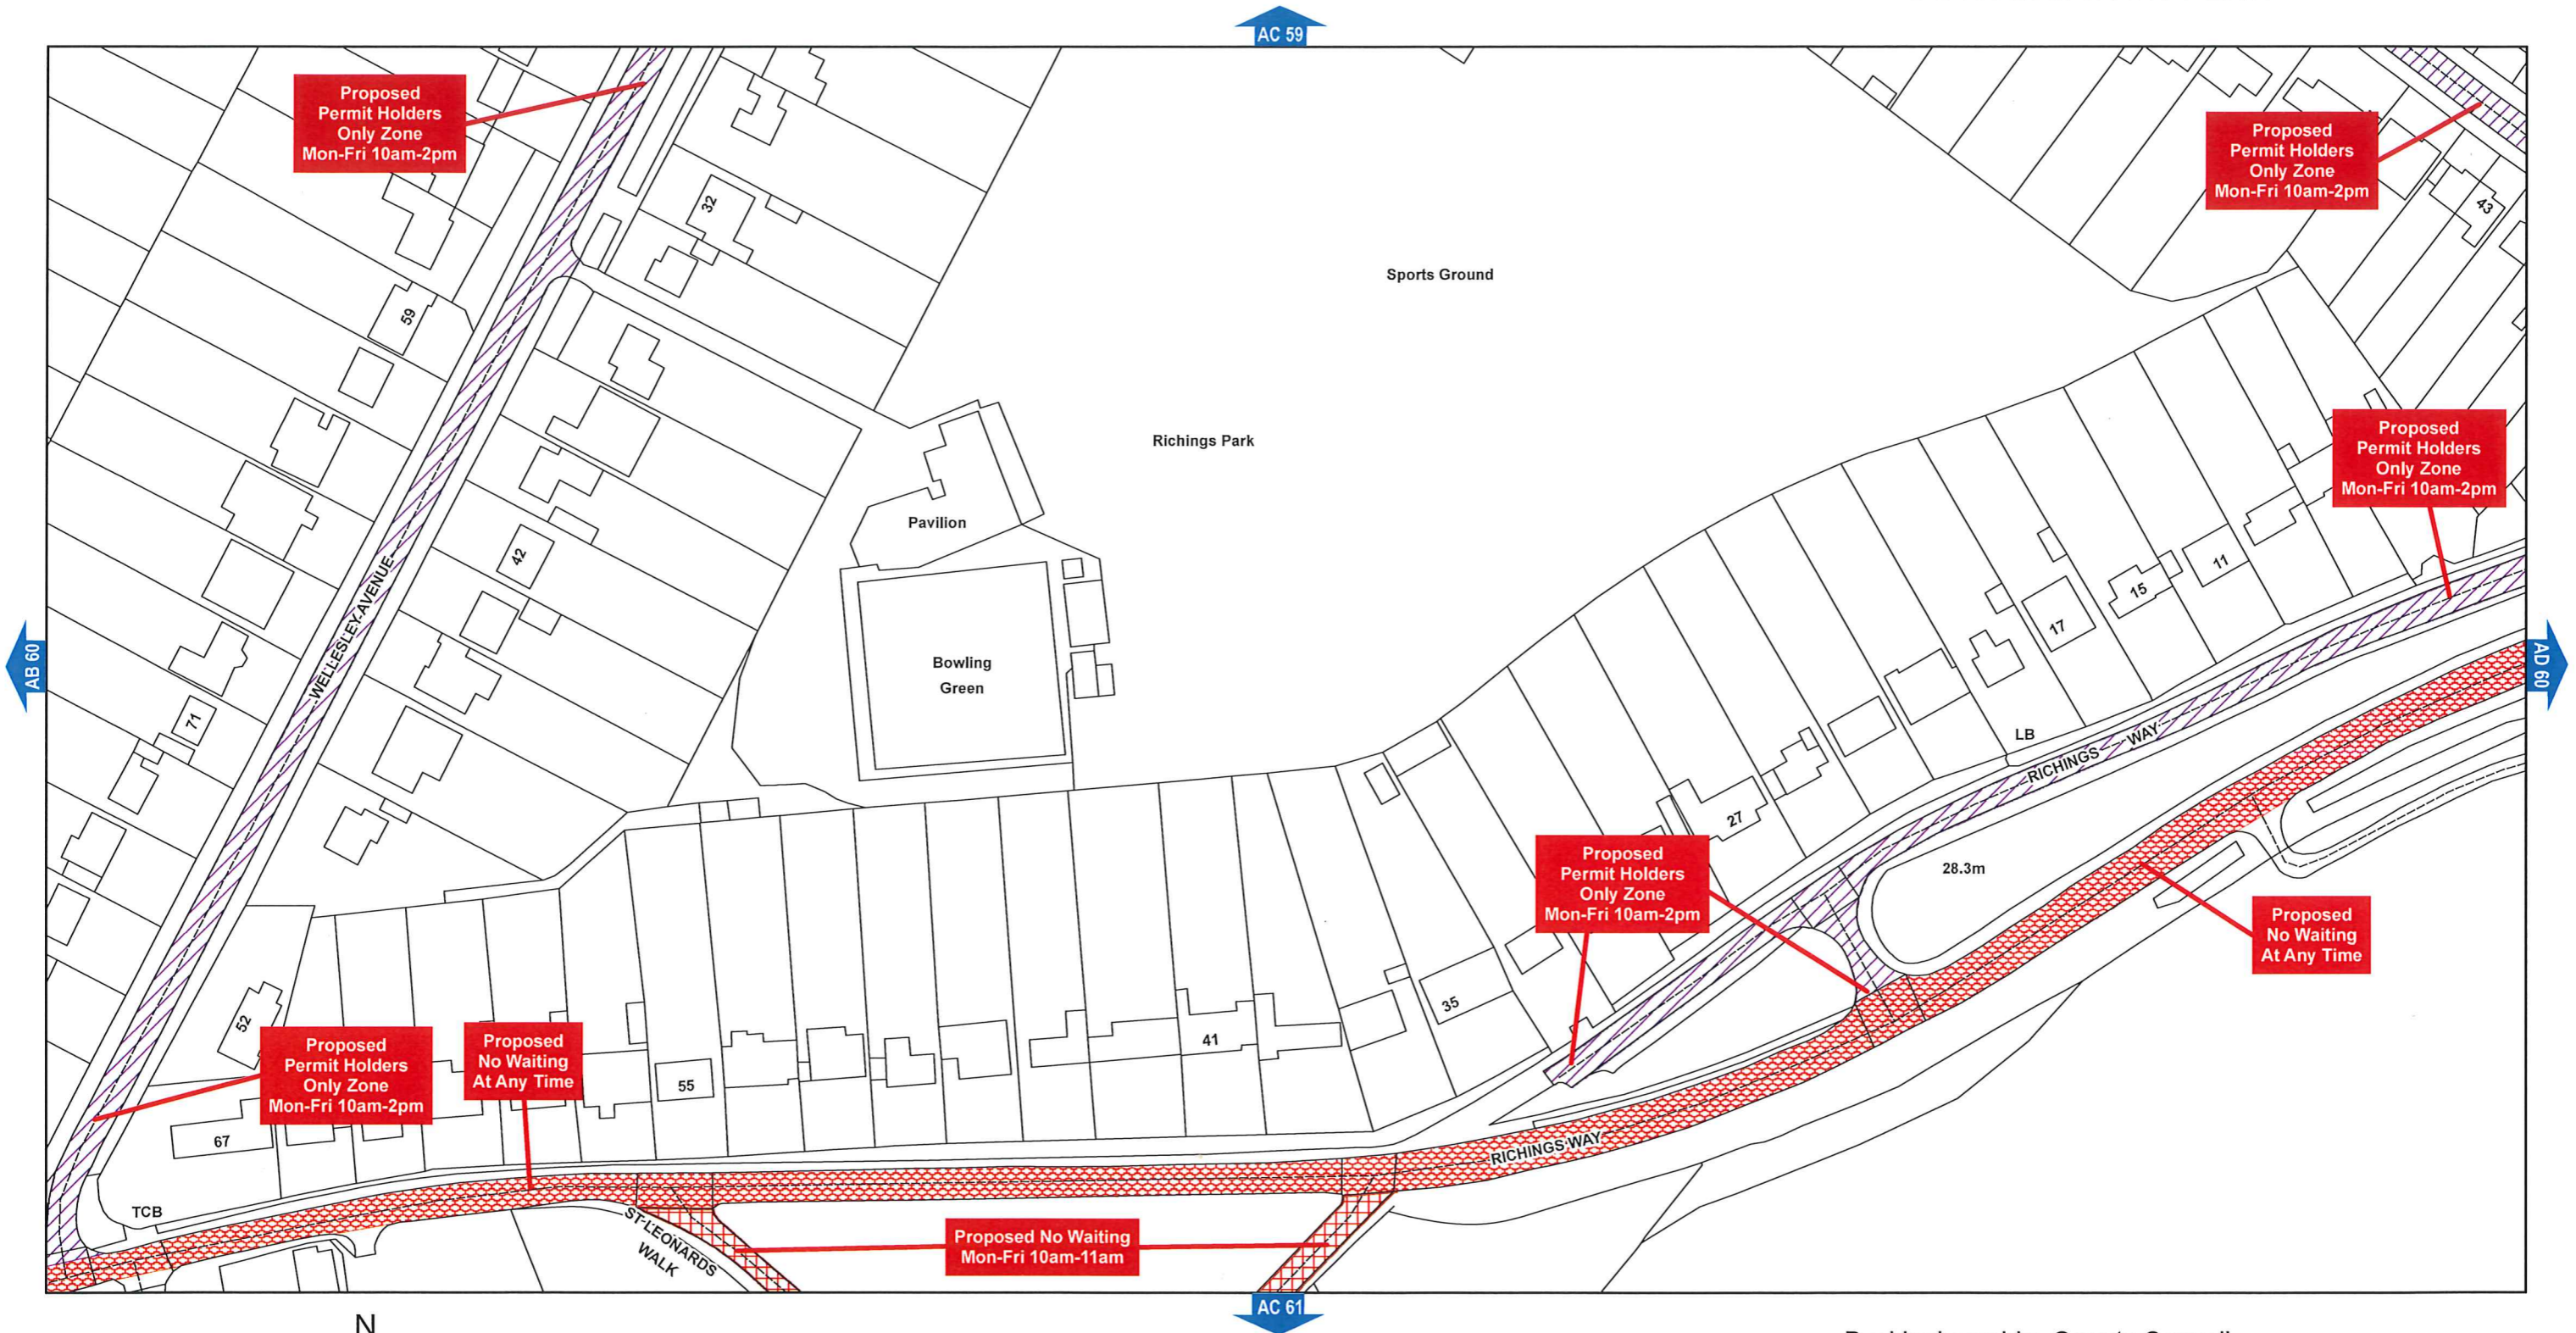 AC 59
Proposed
Permit Holders
Only Zone
Mon-Fri 10am-2pm
Proposed
Permit Holders
Only Zone
Mon-Fri 10am-2pm
32
43
Sports Ground
59
Richings Park
Proposed
Permit Holders
Only Zone
Mon-Fri 10am-2pm
Pavilion
42
WELLESLEY AVENUE
11
15
17
AB 60
Bowling
Green
AD 60
71
LB
RICHINGS WAY
27
28.3m
Proposed
Permit Holders
Only Zone
Mon-Fri 10am-2pm
Proposed
No Waiting
At Any Time
35
52
41
Proposed
Permit Holders
Only Zone
Mon-Fri 10am-2pm
Proposed
No Waiting
At Any Time
55
67
RICHINGS WAY
TCB
ST LEONARDS
WALK
Proposed No Waiting
Mon-Fri 10am-11am
AC 61
N